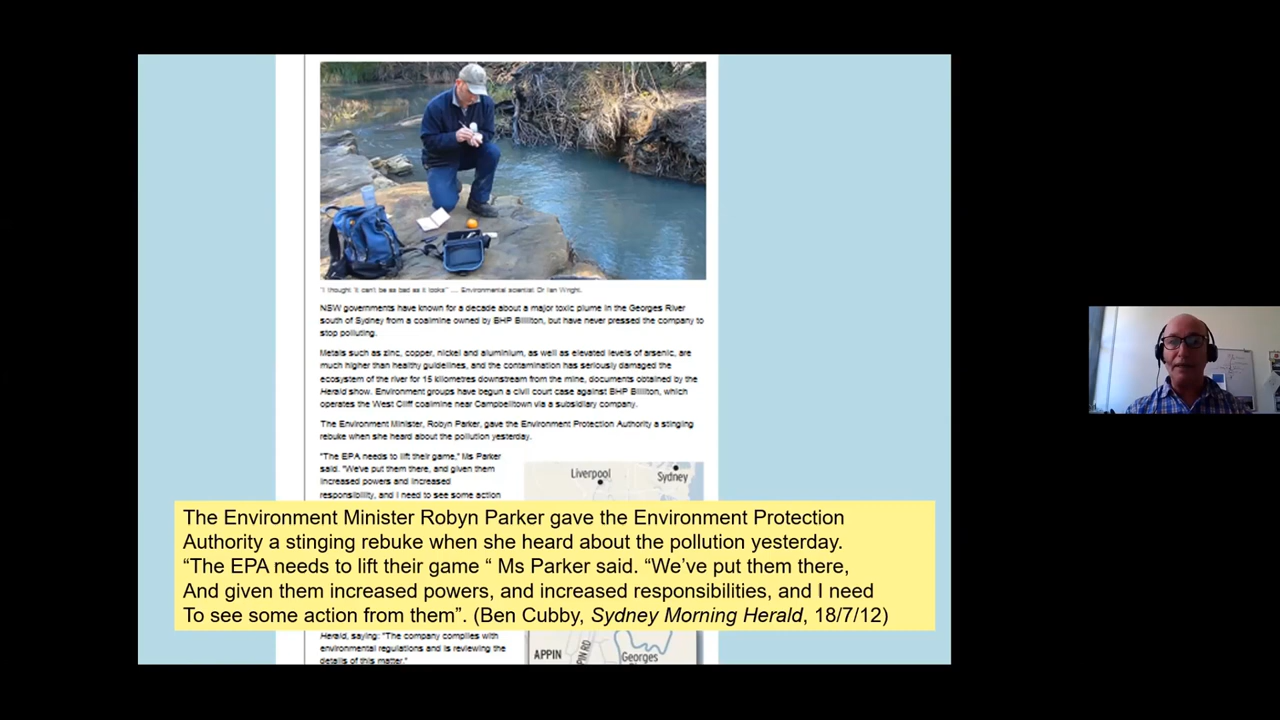 "I thought 'it can't be as bad as it looks'" ... Environmental scientist Dr Ian Wright.
NSW governments have known for a decade about a major toxic plume in the Georges River
south of Sydney from a coalmine owned by BHP Billiton, but have never pressed the company to
stop polluting.
Metals such as zinc, copper, nickel and aluminium, as well as elevated levels of arsenic, are
much higher than healthy guidelines, and the contamination has seriously damaged the
ecosystem of the river for 15 kilometres downstream from the mine, documents obtained by the
Herald show. Environment groups have begun a civil court case against BHP Billiton, which
operates the West Cliff coalmine near Campbelltown via a subsidiary company.
The Environment Minister, Robyn Parker, gave the Environment Protection Authority a stinging
rebuke when she heard about the pollution yesterday.
"The EPA needs to lift their game," Ms Parker
said. "We've put them there, and given them
increased powers and increased
responsibility, and I need to see some action
Liverpool
Sydney
The Environment Minister Robyn Parker gave the Environment Protection
Authority a stinging rebuke when she heard about the pollution yesterday.
“The EPA needs to lift their game “ Ms Parker said. “We’ve put them there,
And given them increased powers, and increased responsibilities, and I need
To see some action from them”. (Ben Cubby, Sydney Morning Herald, 18/7/12)
Herald, saying: "The company complies with
environmental regulations and is reviewing the
details of this matter."
APPIN
PIN RD
Georges